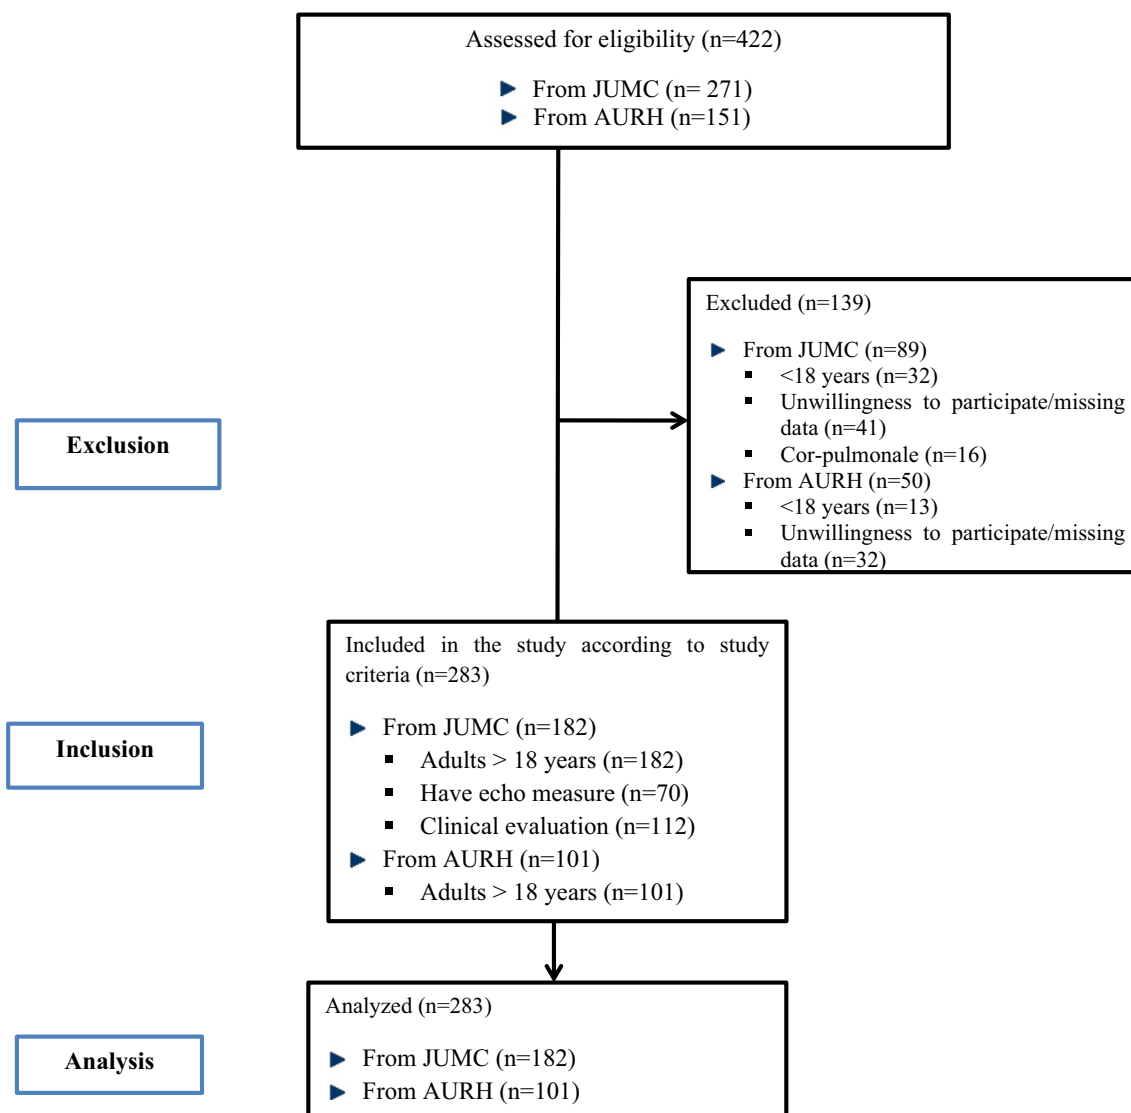 Assessed for eligibility (n=422)
From JUMC (n= 271)
From AURH (n=151)
Excluded (n=139)
From JUMC (n=89)
<18 years (n=32)
Unwillingness to participate/missing
data (n=41)
Cor-pulmonale (n=16)
From AURH (n=50)
<18 years (n=13)
Unwillingness to participate/missing
data (n=32)
Exclusion
Included in the study according to study
criteria (n=283)
From JUMC (n=182)
Adults > 18 years (n=182)
Have echo measure (n=70)
Clinical evaluation (n=112)
From AURH (n=101)
Adults > 18 years (n=101)
Inclusion
Analyzed (n=283)
From JUMC (n=182)
From AURH (n=101)
Analysis